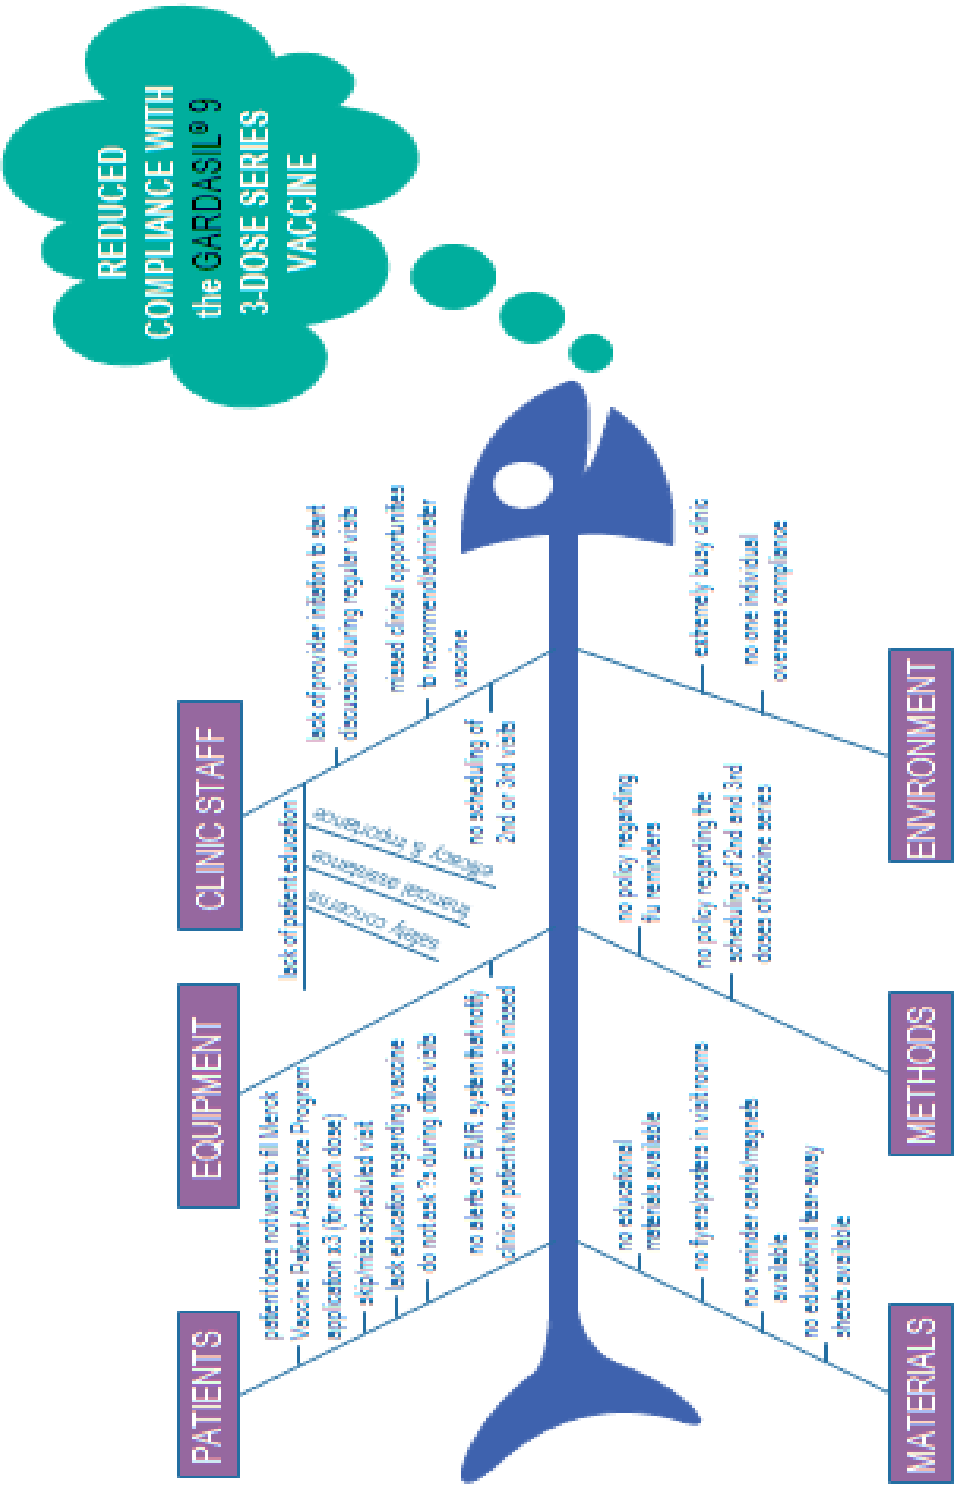 REDUCED
COMPLIANCE WITH
the GARDASIL® 9
3-DOSE SERIES
VACCINE
PATIENTS
patient does not want to fill Merck
Vaccine Patient Assistance Program
application x3 (for each dose)
skip/miss scheduled visit
lack education regarding vaccine
do not ask ?s during office visits
EQUIPMENT
no alerts on EMR system that notify
clinic or patient when dose is missed
CLINIC STAFF
lack of patient education
safety concerns
financial assistance
efficacy & importance
lack of provider initiation to start
discussion during regular visits
missed clinical opportunities
to recommend/administer
vaccine
no scheduling of
2nd or 3rd visits
MATERIALS
no educational
materials available
no flyers/posters in visit rooms
no reminder cards/magnets
available
no educational tear-away
sheets available
METHODS
no policy regarding
f/u reminders
no policy regarding the
scheduling of 2nd and 3rd
doses of vaccine series
ENVIRONMENT
extremely busy clinic
no one individual
oversees compliance